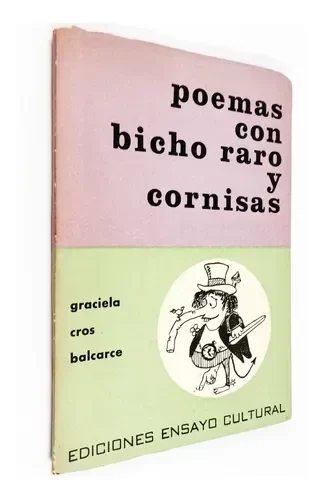 poemas
con
bicho raro
y
cornisas
graciela
cros
balcarce
EDICIONES ENSAYO CULTURAL